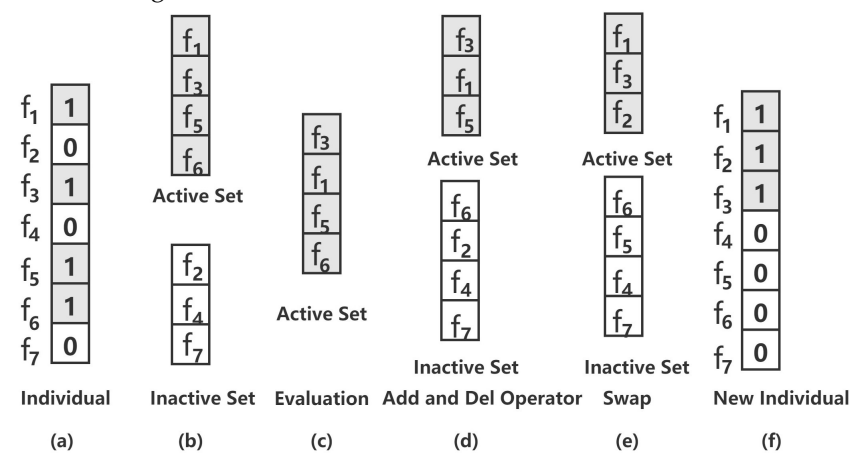 f1 1
f2 0
f3 1
f4 0
f5 1
f6 1
f7 0
Individual
(a)
f1
f3
f5
f6
Active Set
f2
f4
f7
Inactive Set
(b)
f3
f1
f5
f6
Active Set
Evaluation
(c)
f3
f1
f5
Active Set
f6
f2
f4
f7
Inactive Set
Add and Del Operator
(d)
f1
f3
f2
Active Set
f6
f5
f4
f7
Inactive Set
Swap
(e)
f1 1
f2 1
f3 1
f4 0
f5 0
f6 0
f7 0
New Individual
(f)